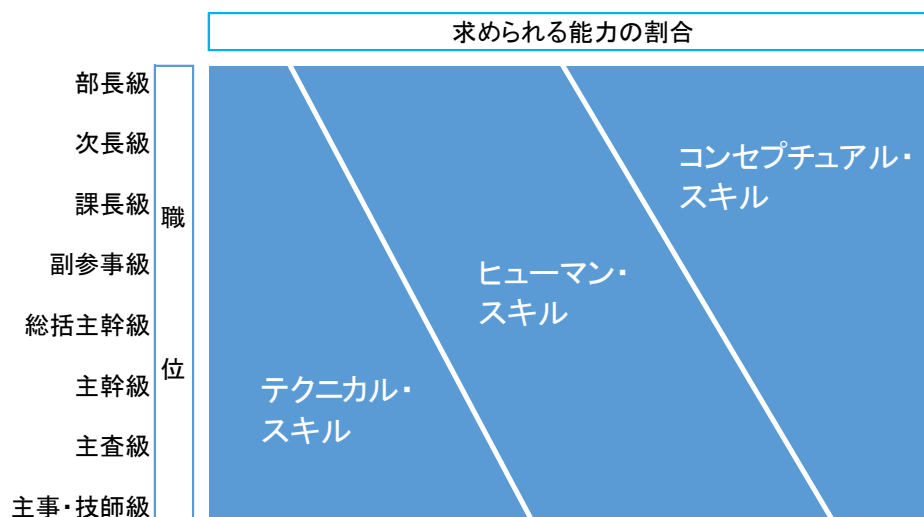 求められる能力の割合
部長級
次長級
課長級
副参事級
総括主幹級
主幹級
主査級
主事・技師級
職
位
コンセプチュアル・
スキル
ヒューマン・
スキル
テクニカル・
スキル